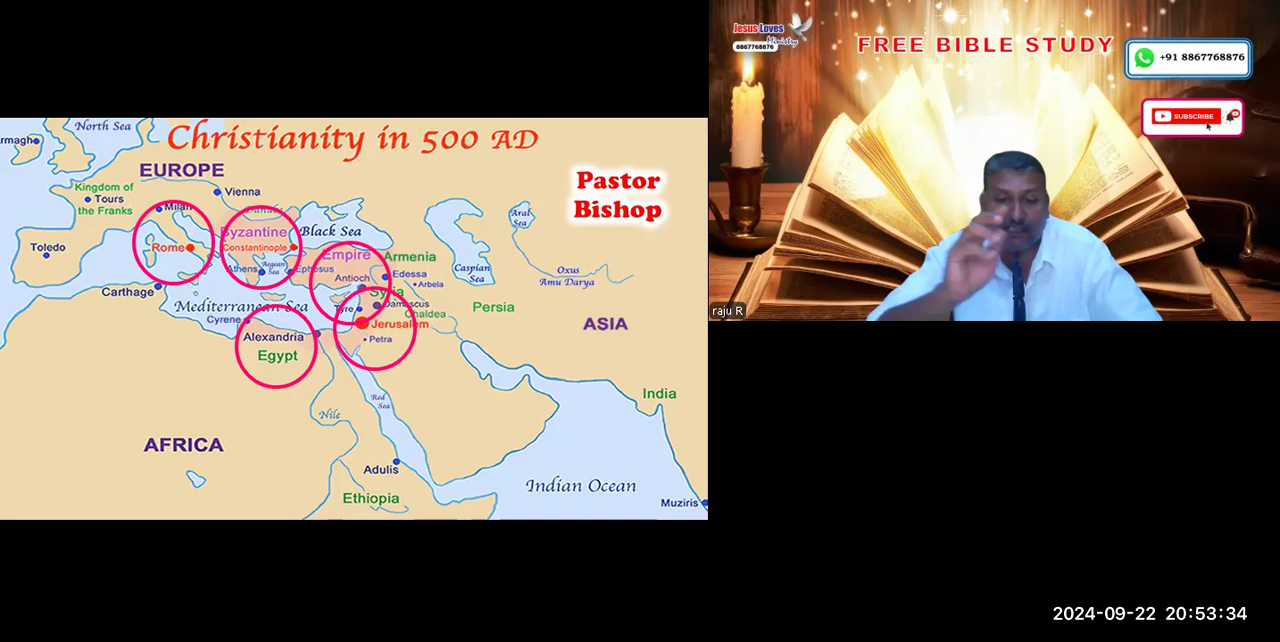 Christianity in 500 AD
North Sea
EUROPE
Kingdom of
the Franks
Tours
Vienna
Milan
Pastor
Bishop
Toledo
Rome
Byzantine
Constantinople
Black Sea
Empire
Armenia
Aral
Sea
Caspian
Sea
Oxus
Amu Darya
Athens
Aegean
Sea
Ephesus
Antioch
Edessa
Arbela
Syria
Carthage
Mediterranean Sea
Cyrene
Tyre
Damascus
Chaldea
Persia
ASIA
Alexandria
Egypt
Jerusalem
Petra
India
Red
Sea
Nile
AFRICA
Adulis
Ethiopia
Indian Ocean
Muziris
Jesus Loves
Ministry
8867768876
FREE BIBLE STUDY
+91 8867768876
SUBSCRIBE
raju R
2024-09-22 20:53:34